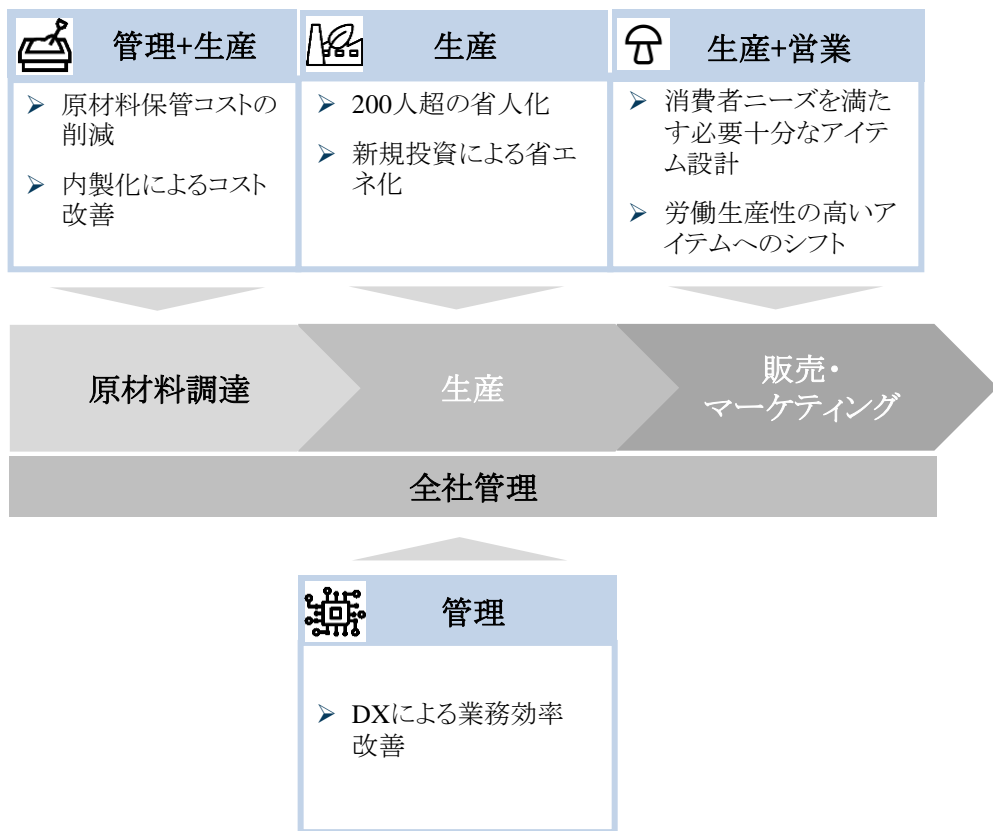 管理+生産
➢ 原材料保管コストの
削減
➢ 内製化によるコスト
改善
生産
➢ 200人超の省人化
➢ 新規投資による省エ
ネ化
生産+営業
➢ 消費者ニーズを満た
す必要十分なアイテ
ム設計
➢ 労働生産性の高いア
イテムへのシフト
原材料調達
生産
販売・
マーケティング
全社管理
管理
➢ DXによる業務効率
改善